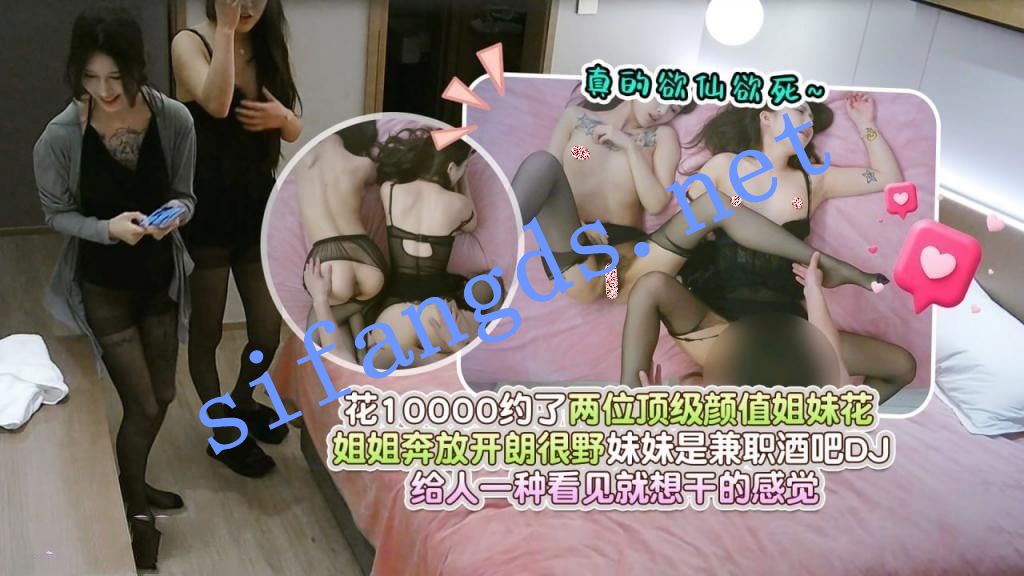 真的欲仙欲死~
sifangds.net
花10000约了两位顶级颜值姐妹花
姐姐奔放开朗很野妹妹是兼职酒吧DJ
给人一种看见就想干的感觉